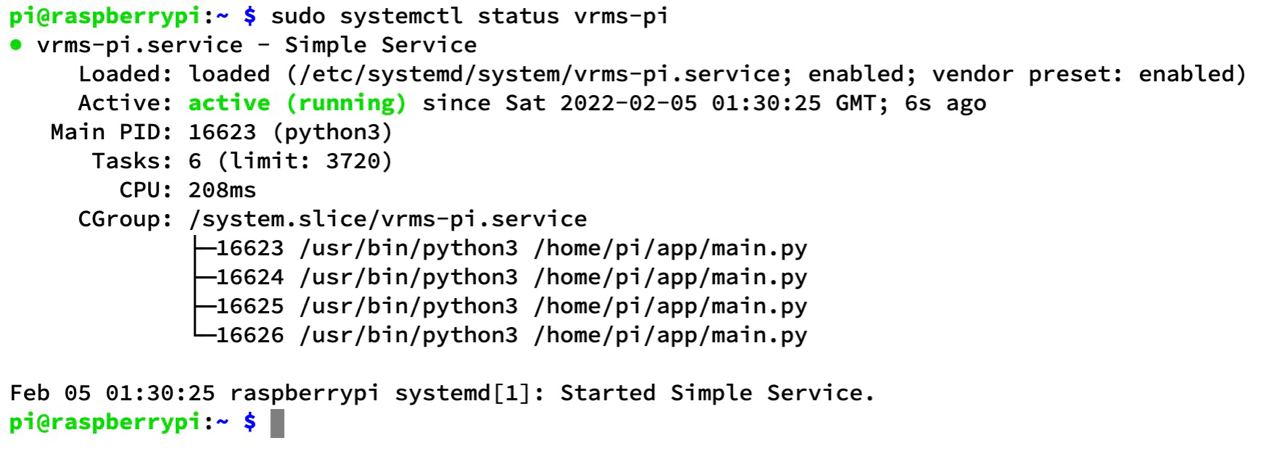 pi@raspberrypi:~ $ sudo systemctl status vrms-pi
● vrms-pi.service - Simple Service
     Loaded: loaded (/etc/systemd/system/vrms-pi.service; enabled; vendor preset: enabled)
     Active: active (running) since Sat 2022-02-05 01:30:25 GMT; 6s ago
   Main PID: 16623 (python3)
      Tasks: 6 (limit: 3720)
        CPU: 208ms
     CGroup: /system.slice/vrms-pi.service
             ├─16623 /usr/bin/python3 /home/pi/app/main.py
             ├─16624 /usr/bin/python3 /home/pi/app/main.py
             ├─16625 /usr/bin/python3 /home/pi/app/main.py
             └─16626 /usr/bin/python3 /home/pi/app/main.py

Feb 05 01:30:25 raspberrypi systemd[1]: Started Simple Service.
pi@raspberrypi:~ $